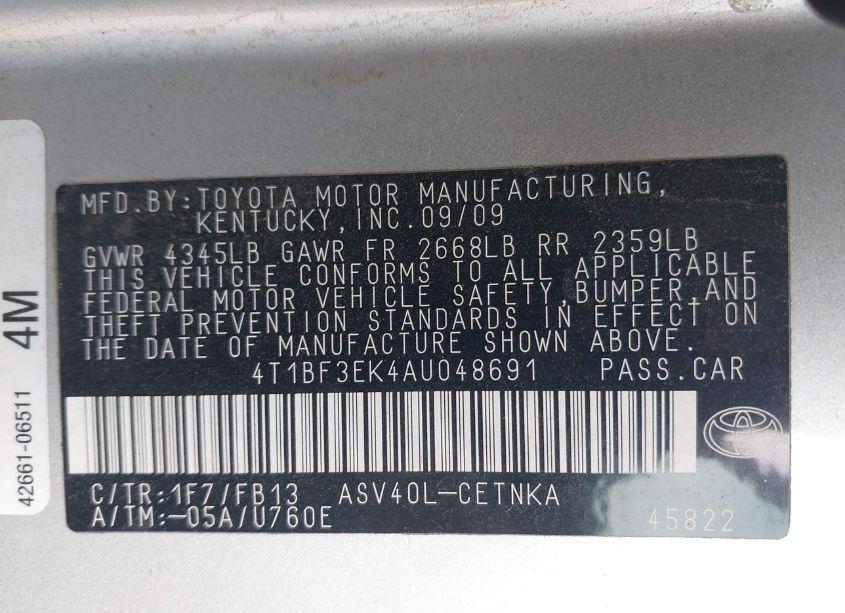 MFD.BY:TOYOTA MOTOR MANUFACTURING,
KENTUCKY,INC.09/09
GVWR 4345LB GAWR FR 2668LB RR 2359LB
THIS VEHICLE CONFORMS TO ALL APPLICABLE
FEDERAL MOTOR VEHICLE SAFETY,BUMPER,AND
THEFT PREVENTION STANDARDS IN EFFECT ON
THE DATE OF MANUFACTURE SHOWN ABOVE.
4T1BF3EK4AU048691 PASS.CAR
C/TR:1F7/FB13 ASV40L-CETNKA
A/TM:-05A/U760E 45822
42661-06511 4M